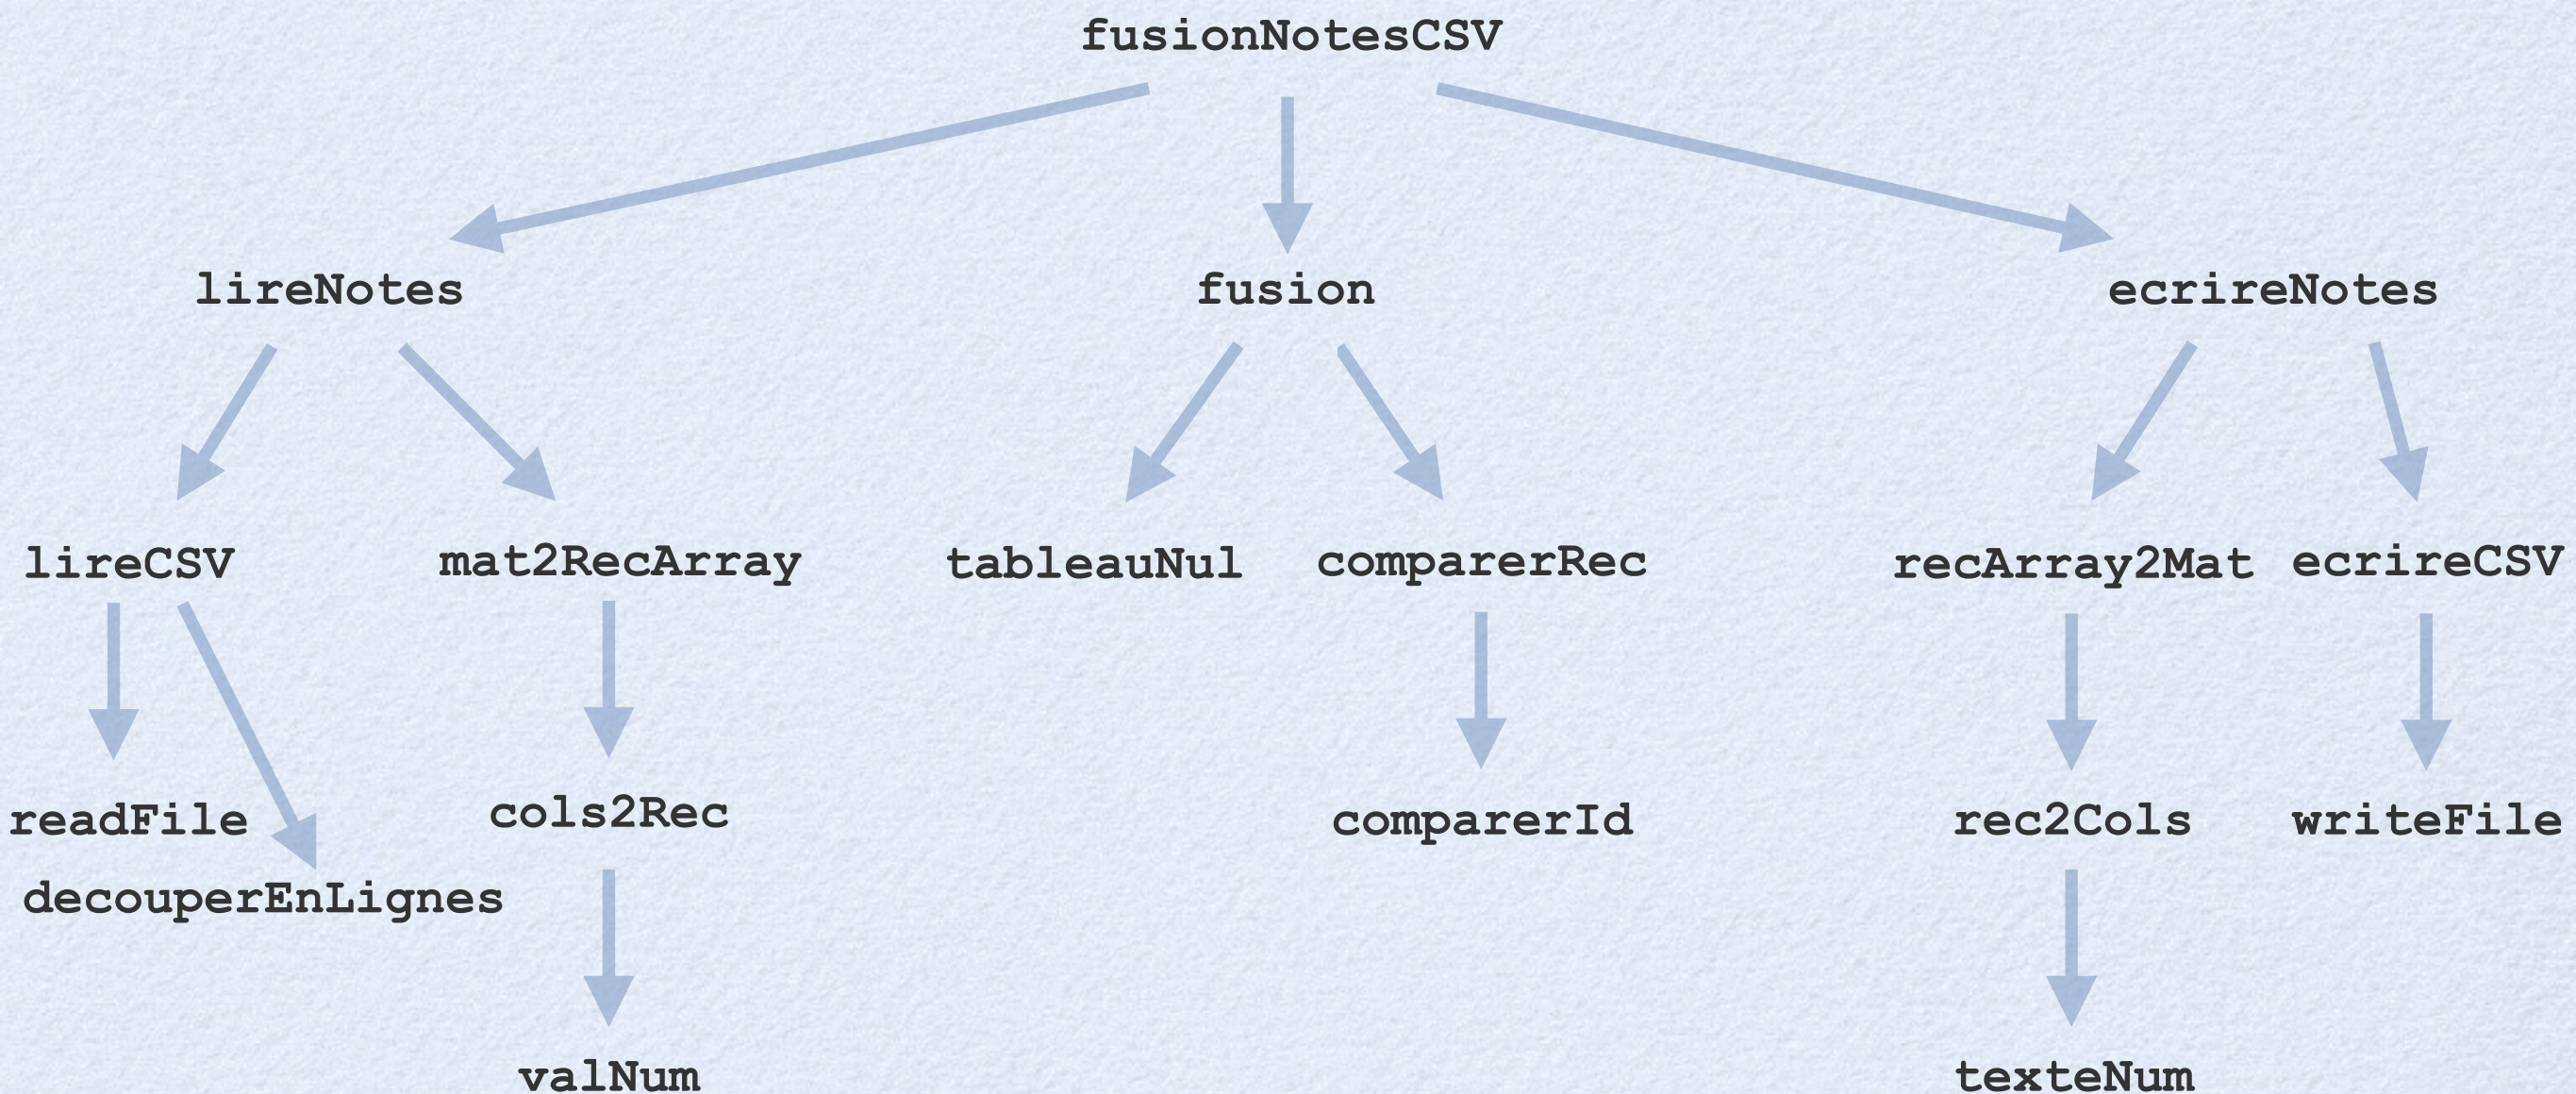 fusionNotesCSV
lireNotes
fusion
ecrireNotes
lireCSV
mat2RecArray
tableauNul
comparerRec
recArray2Mat
ecrireCSV
readFile
cols2Rec
comparerId
rec2Cols
writeFile
decouperEnLignes
valNum
texteNum